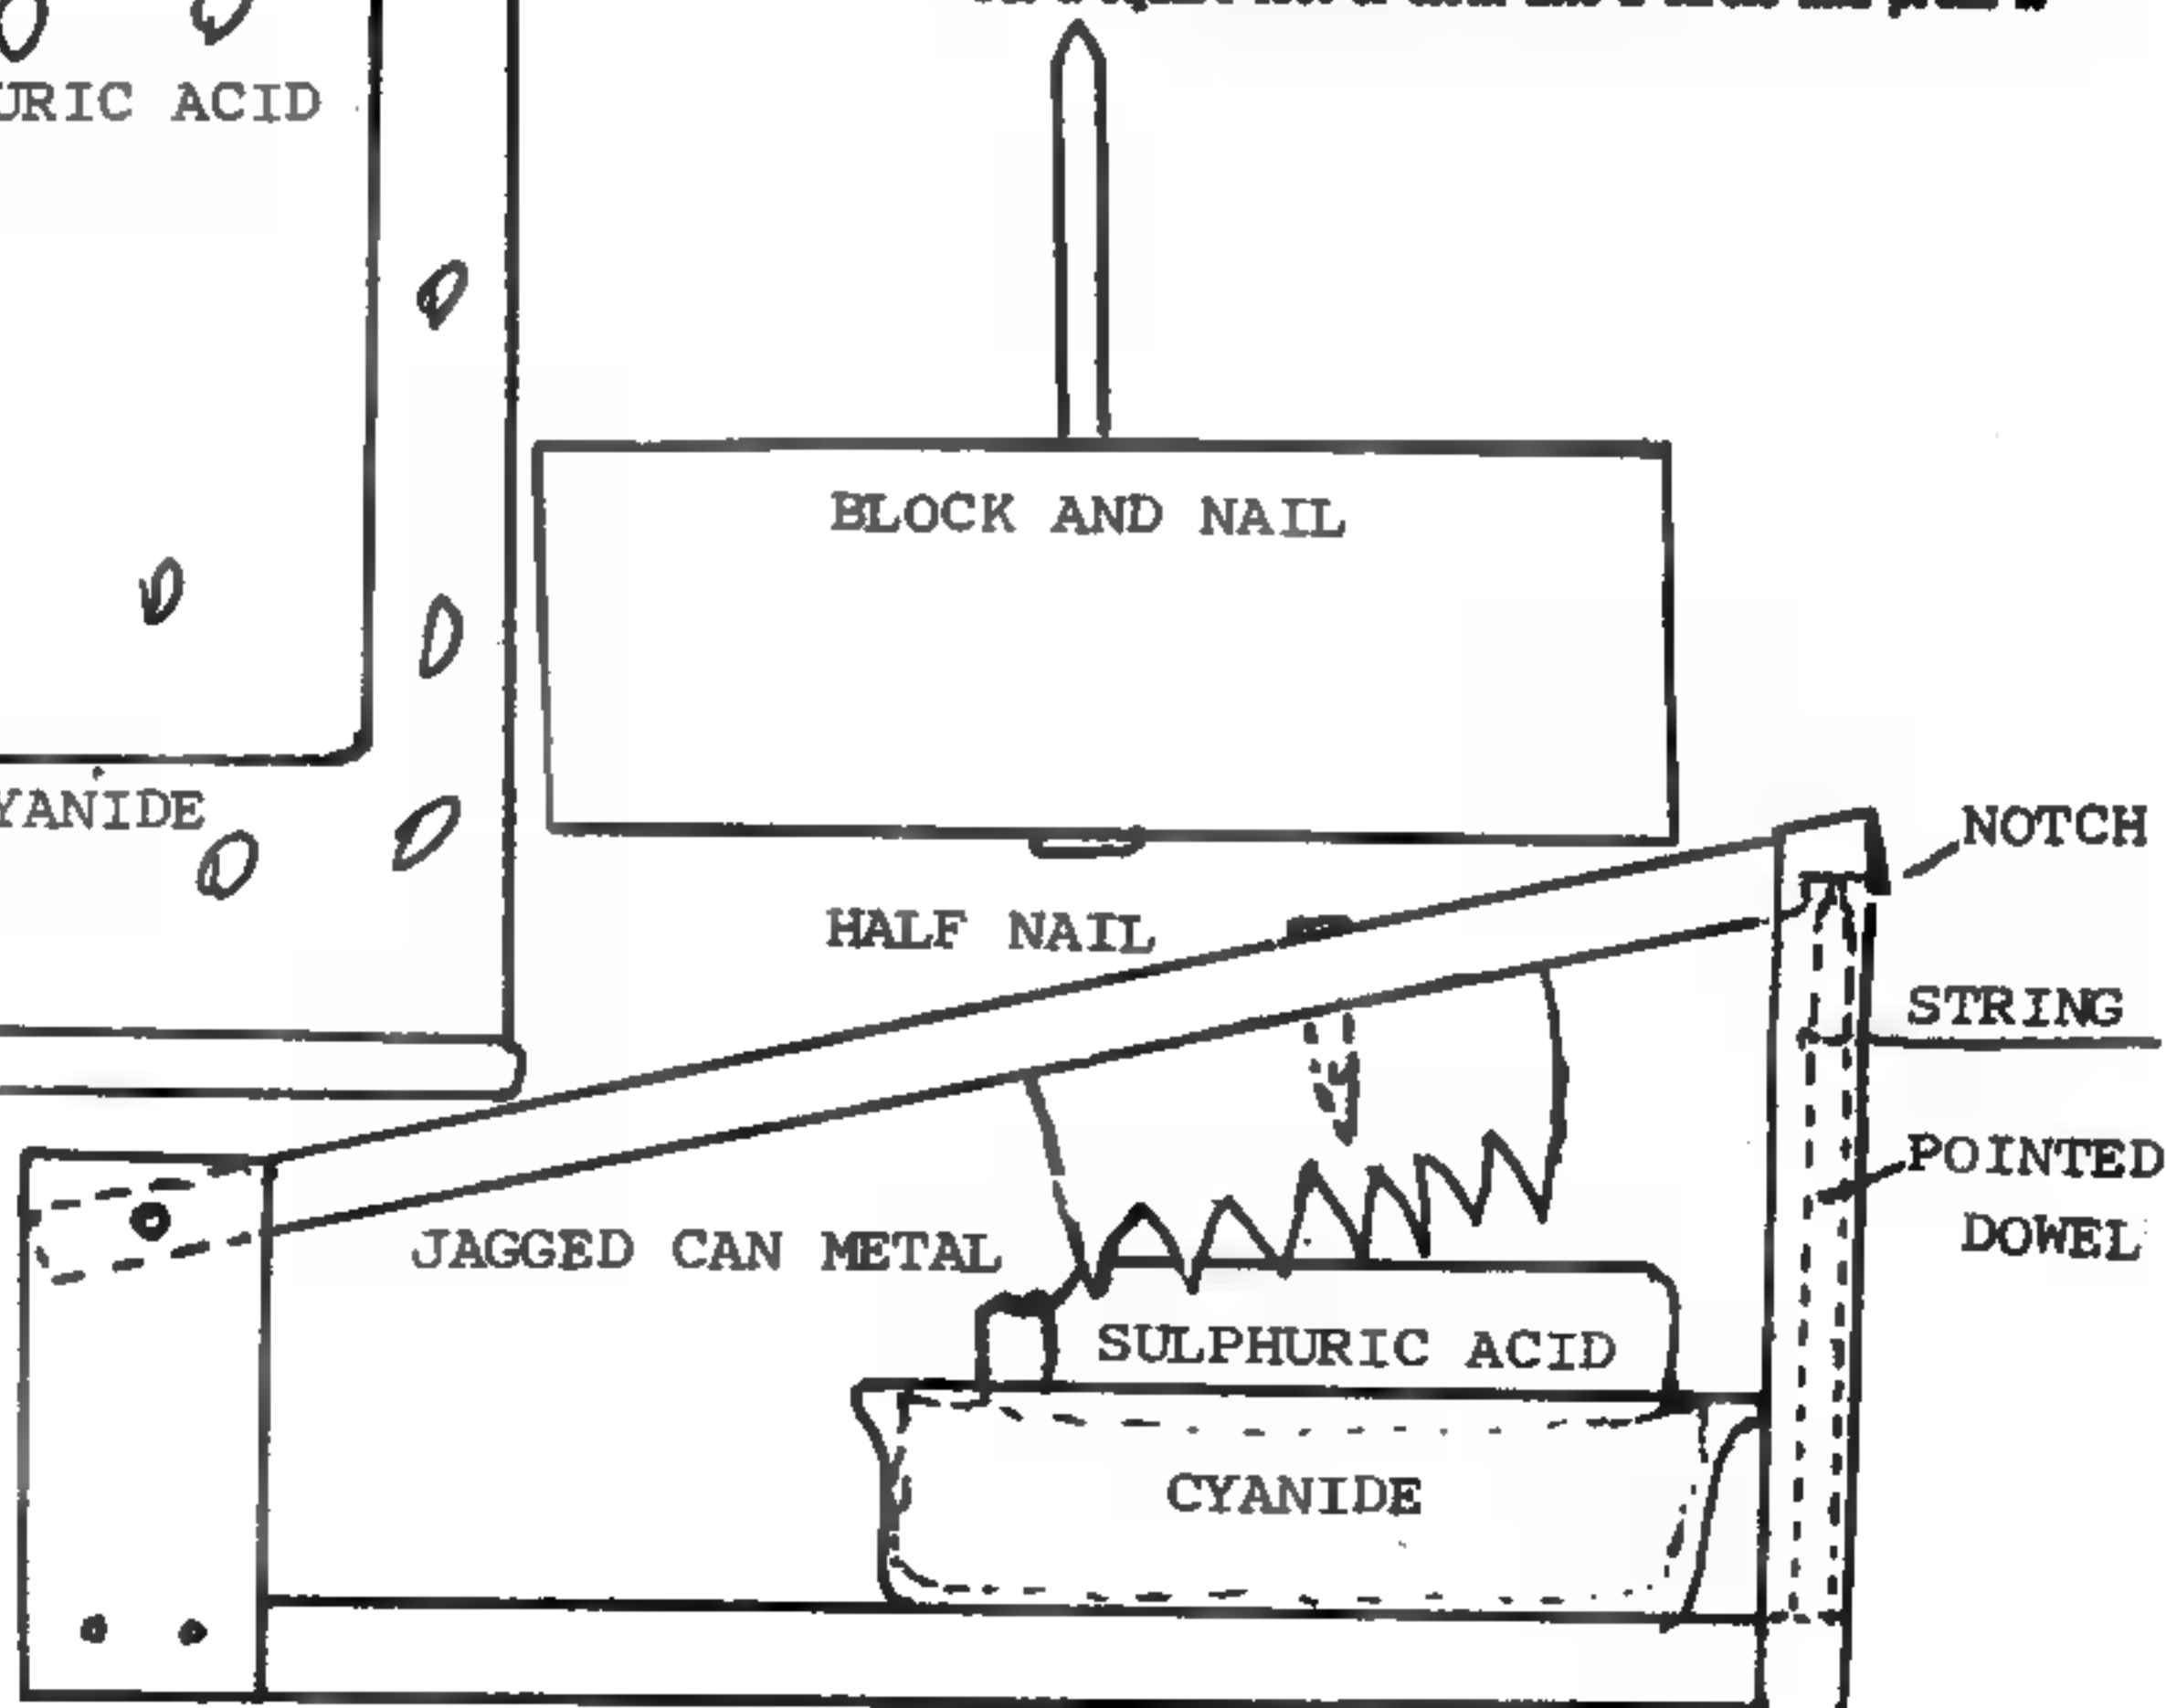 URIC ACID
BLOCK AND NAIL
YANIDE
NOTCH
HALF NAIL
STRING
POINTED
DOWEL
JAGGED CAN METAL
SULPHURIC ACID
CYANIDE